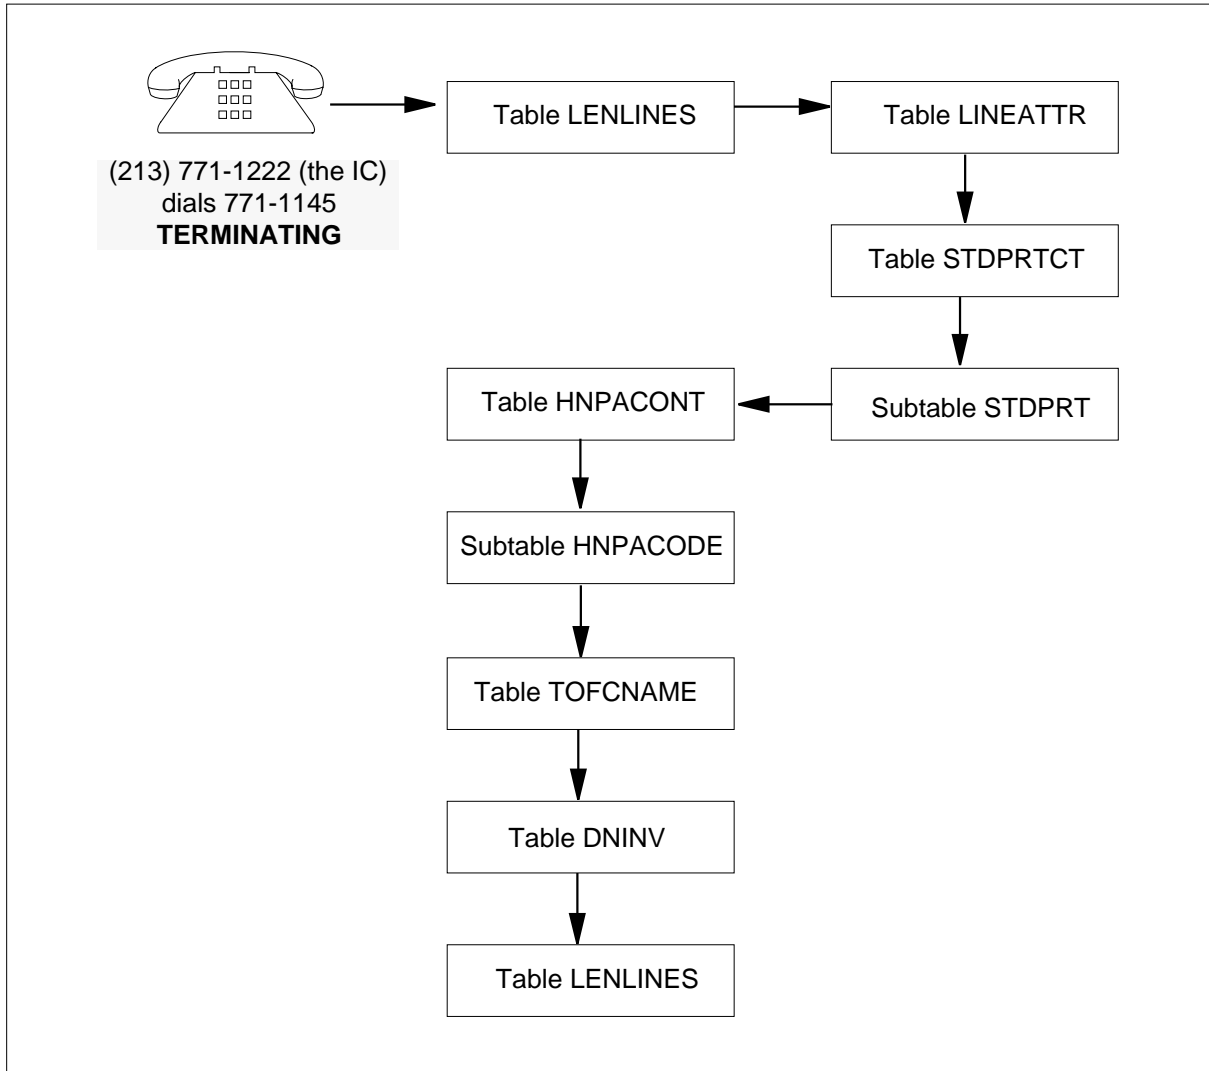 Table LENLINES
Table LINEATTR
(213) 771-1222 (the IC)
dials 771-1145
TERMINATING
Table STDPRTCT
Table HNPACONT
Subtable STDPRT
Subtable HNPACODE
Table TOFCNAME
Table DNINV
Table LENLINES